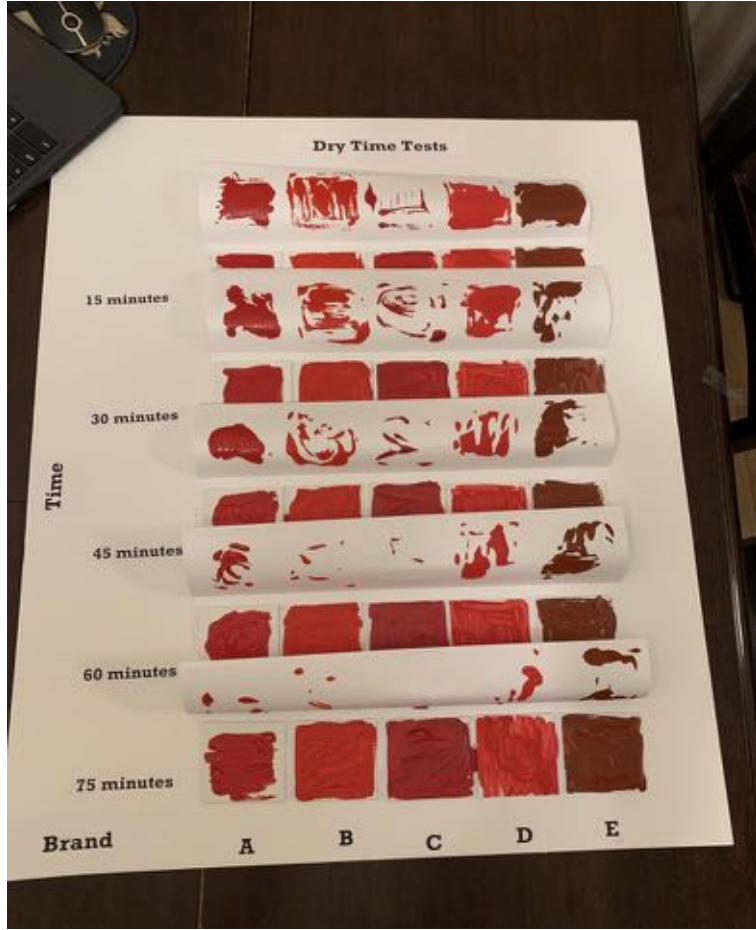 Dry Time Tests
15 minutes
30 minutes
Time
45 minutes
60 minutes
75 minutes
Brand A B C D E